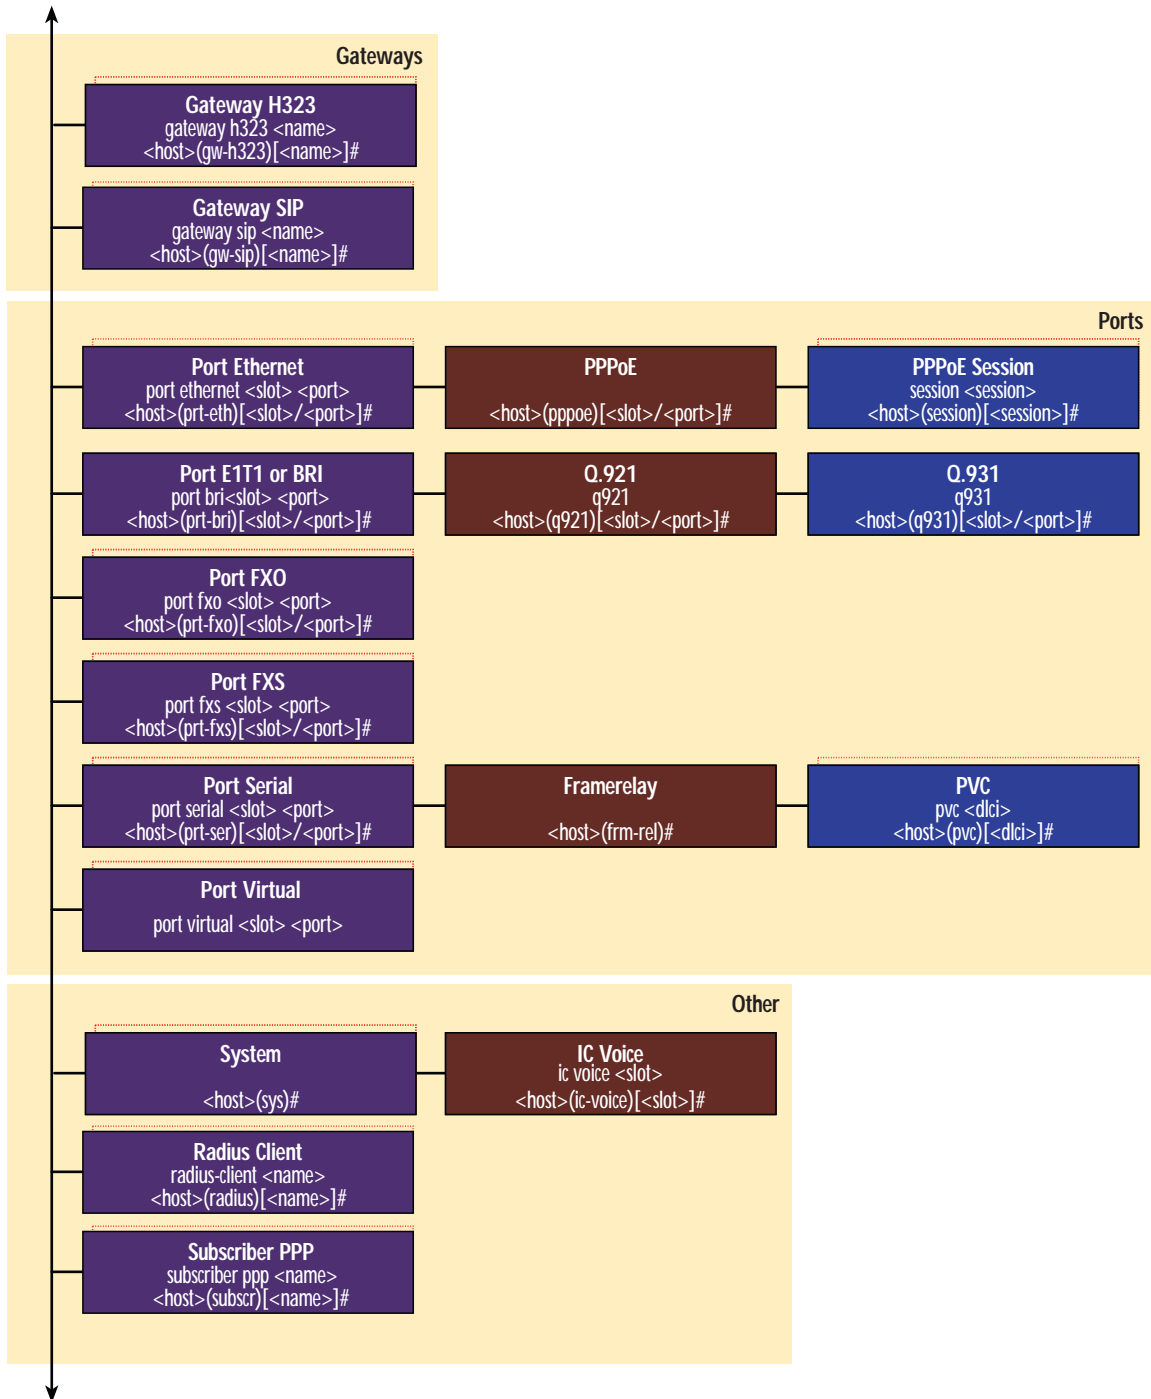 Gateways
Gateway H323
gateway h323 <name>
<host>(gw-h323)[<name>]#
Gateway SIP
gateway sip <name>
<host>(gw-sip)[<name>]#
Ports
Port Ethernet
port ethernet <slot> <port>
<host>(prt-eth)[<slot>/<port>]#
PPPoE
<host>(pppoe)[<slot>/<port>]#
PPPoE Session
session <session>
<host>(session)[<session>]#
Port E1T1 or BRI
port bri<slot> <port>
<host>(prt-bri)[<slot>/<port>]#
Q.921
q921
<host>(q921)[<slot>/<port>]#
Q.931
q931
<host>(q931)[<slot>/<port>]#
Port FXO
port fxo <slot> <port>
<host>(prt-fxo)[<slot>/<port>]#
Port FXS
port fxs <slot> <port>
<host>(prt-fxs)[<slot>/<port>]#
Port Serial
port serial <slot> <port>
<host>(prt-ser)[<slot>/<port>]#
Framerelay
<host>(frm-rel)#
PVC
pvc <dlci>
<host>(pvc)[<dlci>]#
Port Virtual
port virtual <slot> <port>
Other
System
<host>(sys)#
IC Voice
ic voice <slot>
<host>(ic-voice)[<slot>]#
Radius Client
radius-client <name>
<host>(radius)[<name>]#
Subscriber PPP
subscriber ppp <name>
<host>(subscr)[<name>]#